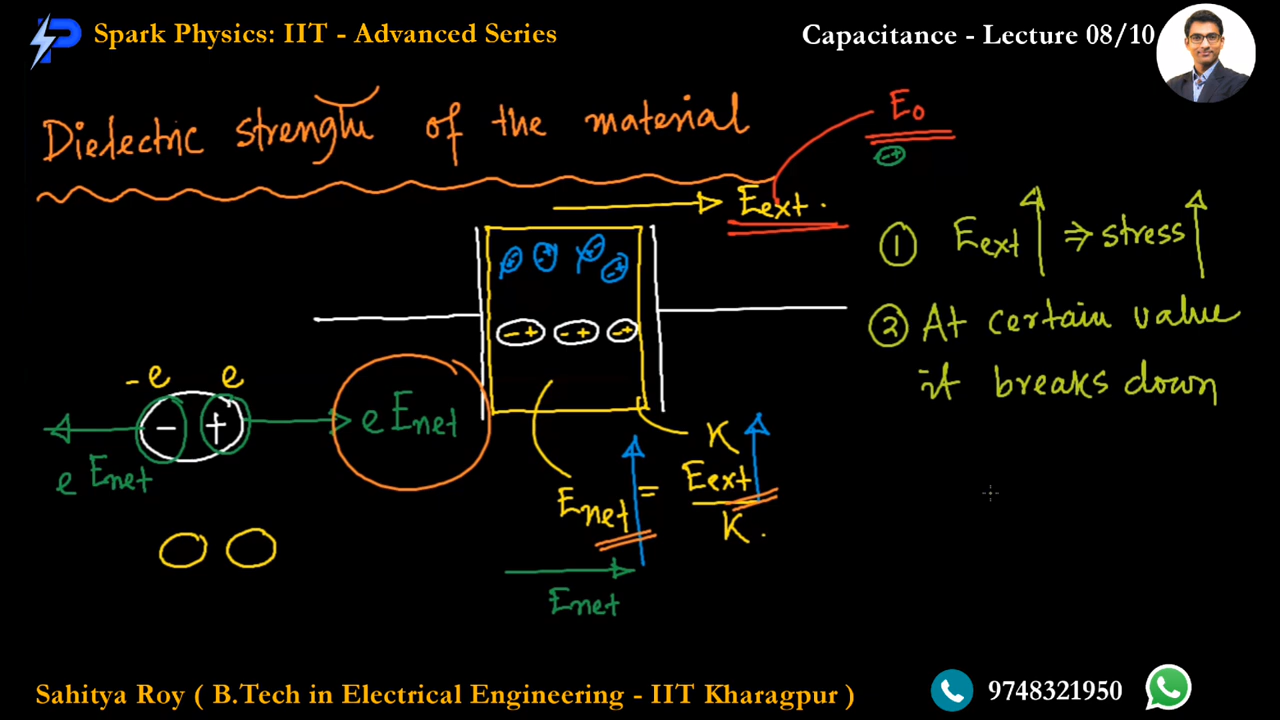 Spark Physics: IIT - Advanced Series
Capacitance - Lecture 08/10
Dielectric strength of the material
E₀
- +
Eext .
① Eext ⇒ stress
② At certain value
it breaks down
- + - + - +
-e e
- +
e Enet
e Enet
K
Enet = Eext / K .
Enet
Sahitya Roy ( B.Tech in Electrical Engineering - IIT Kharagpur )
9748321950